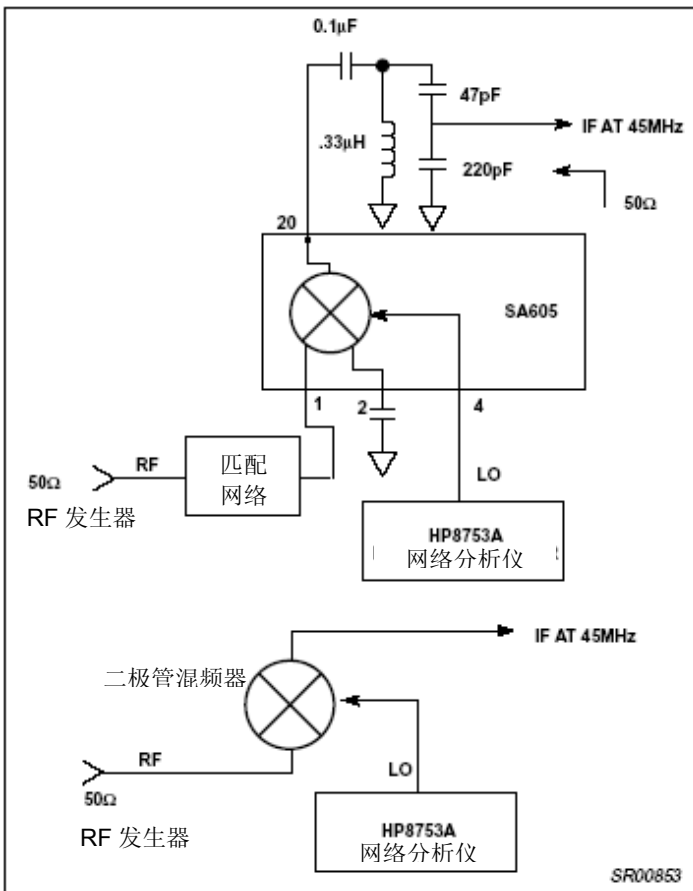 0.1µF
47pF
IF AT 45MHz
.33µH
220pF
50Ω
20
SA605
1
2
4
RF
匹配
网络
50Ω
RF 发生器
LO
HP8753A
网络分析仪
IF AT 45MHz
二极管混频器
RF
50Ω
LO
RF 发生器
HP8753A
网络分析仪
SR00853